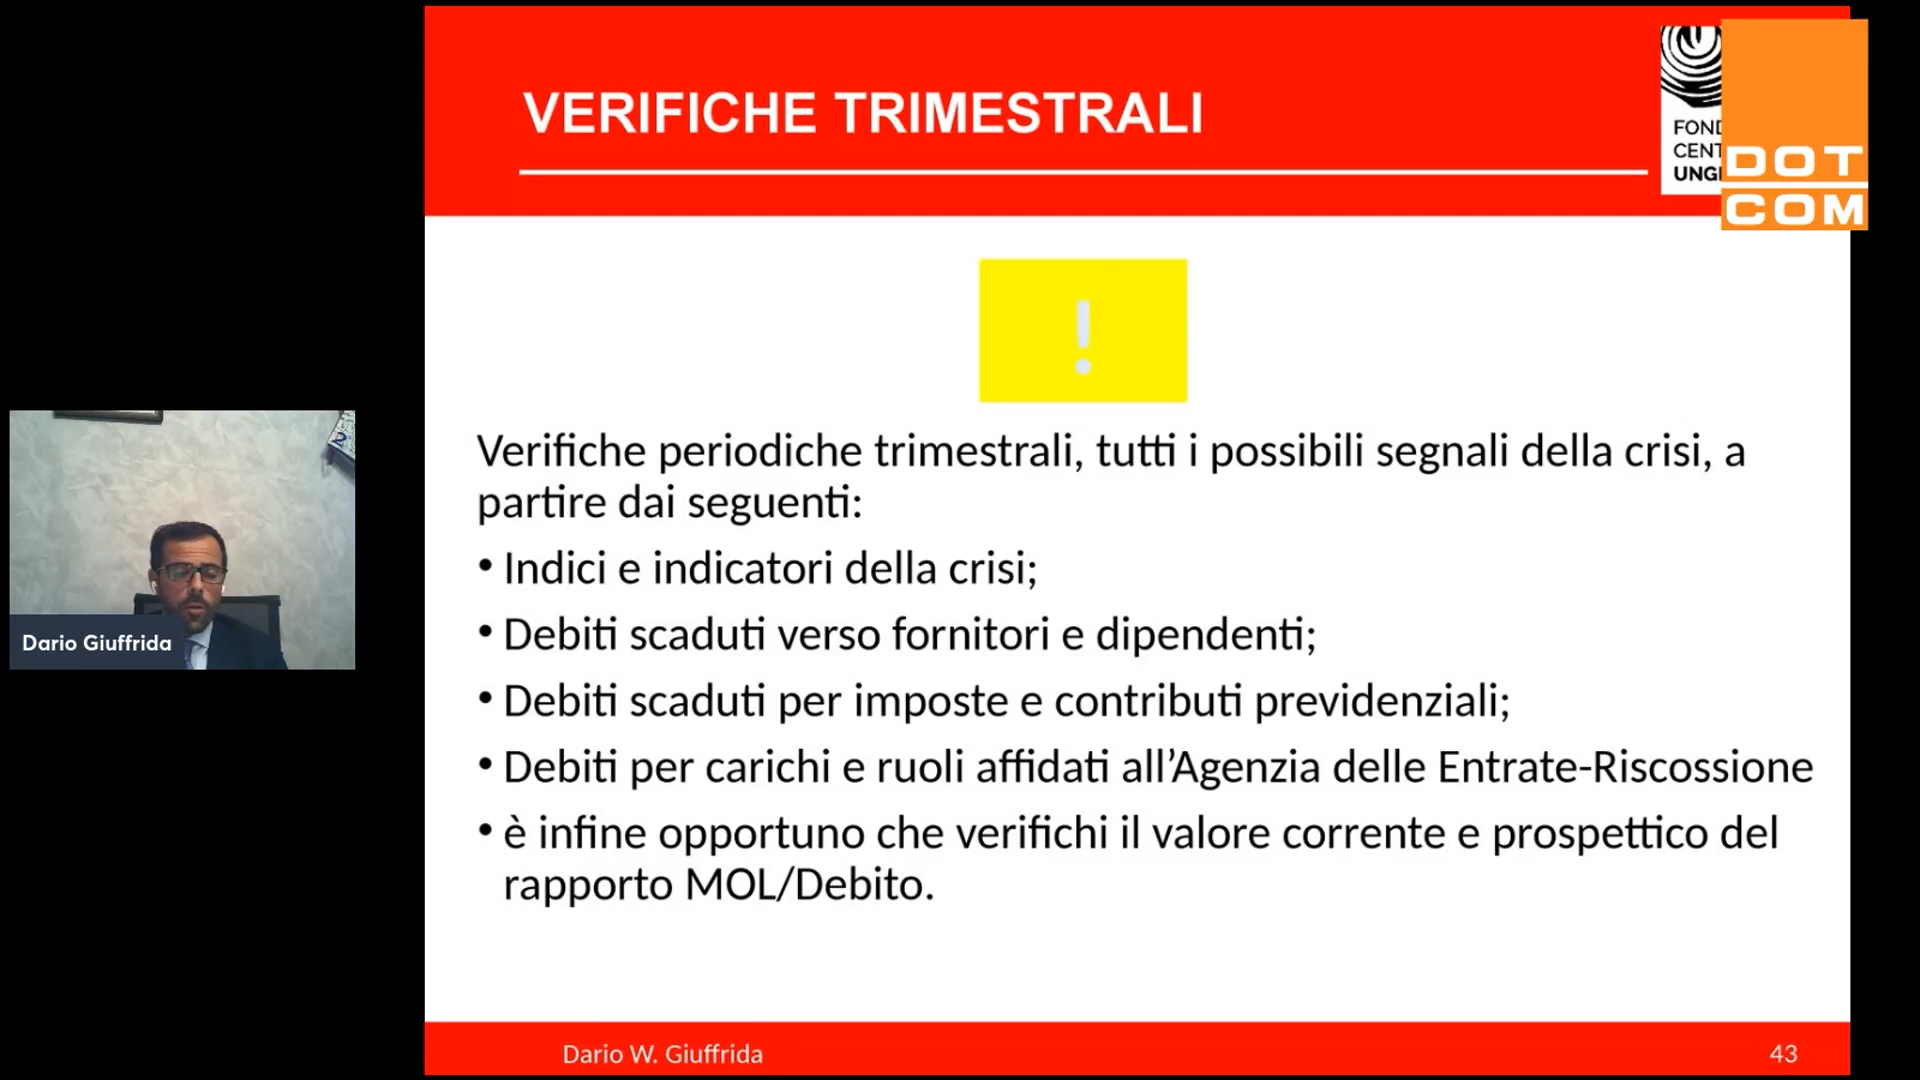 VERIFICHE TRIMESTRALI
FOND
CENT
UNG
DOT
COM
!
Verifiche periodiche trimestrali, tutti i possibili segnali della crisi, a
partire dai seguenti:
• Indici e indicatori della crisi;
• Debiti scaduti verso fornitori e dipendenti;
• Debiti scaduti per imposte e contributi previdenziali;
• Debiti per carichi e ruoli affidati all’Agenzia delle Entrate-Riscossione
• è infine opportuno che verifichi il valore corrente e prospettico del
rapporto MOL/Debito.
2
Dario Giuffrida
Dario W. Giuffrida
43